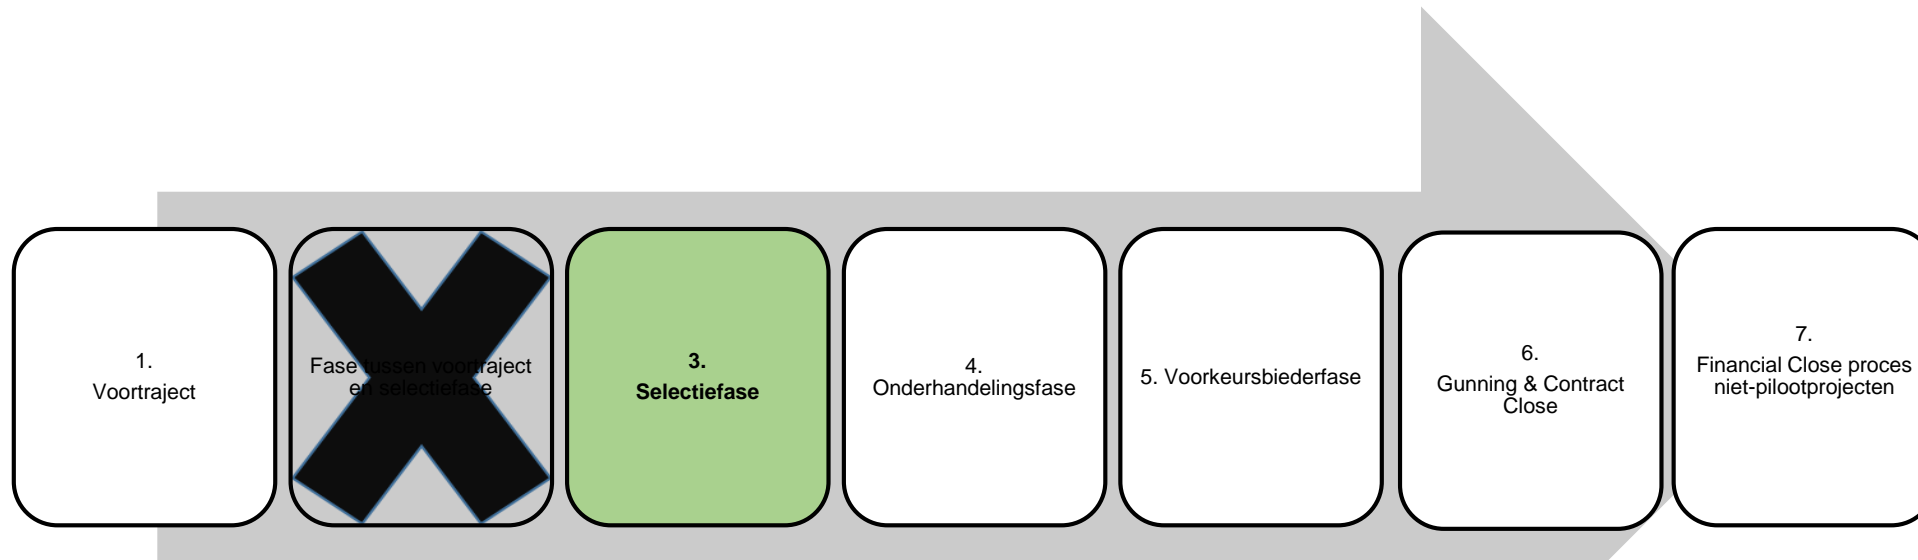 1.
Voortraject
Fase tussen voortraject
en selectiefase
3.
Selectiefase
4.
Onderhandelingsfase
5. Voorkeursbiederfase
6.
Gunning & Contract
Close
7.
Financial Close proces
niet-pilootprojecten